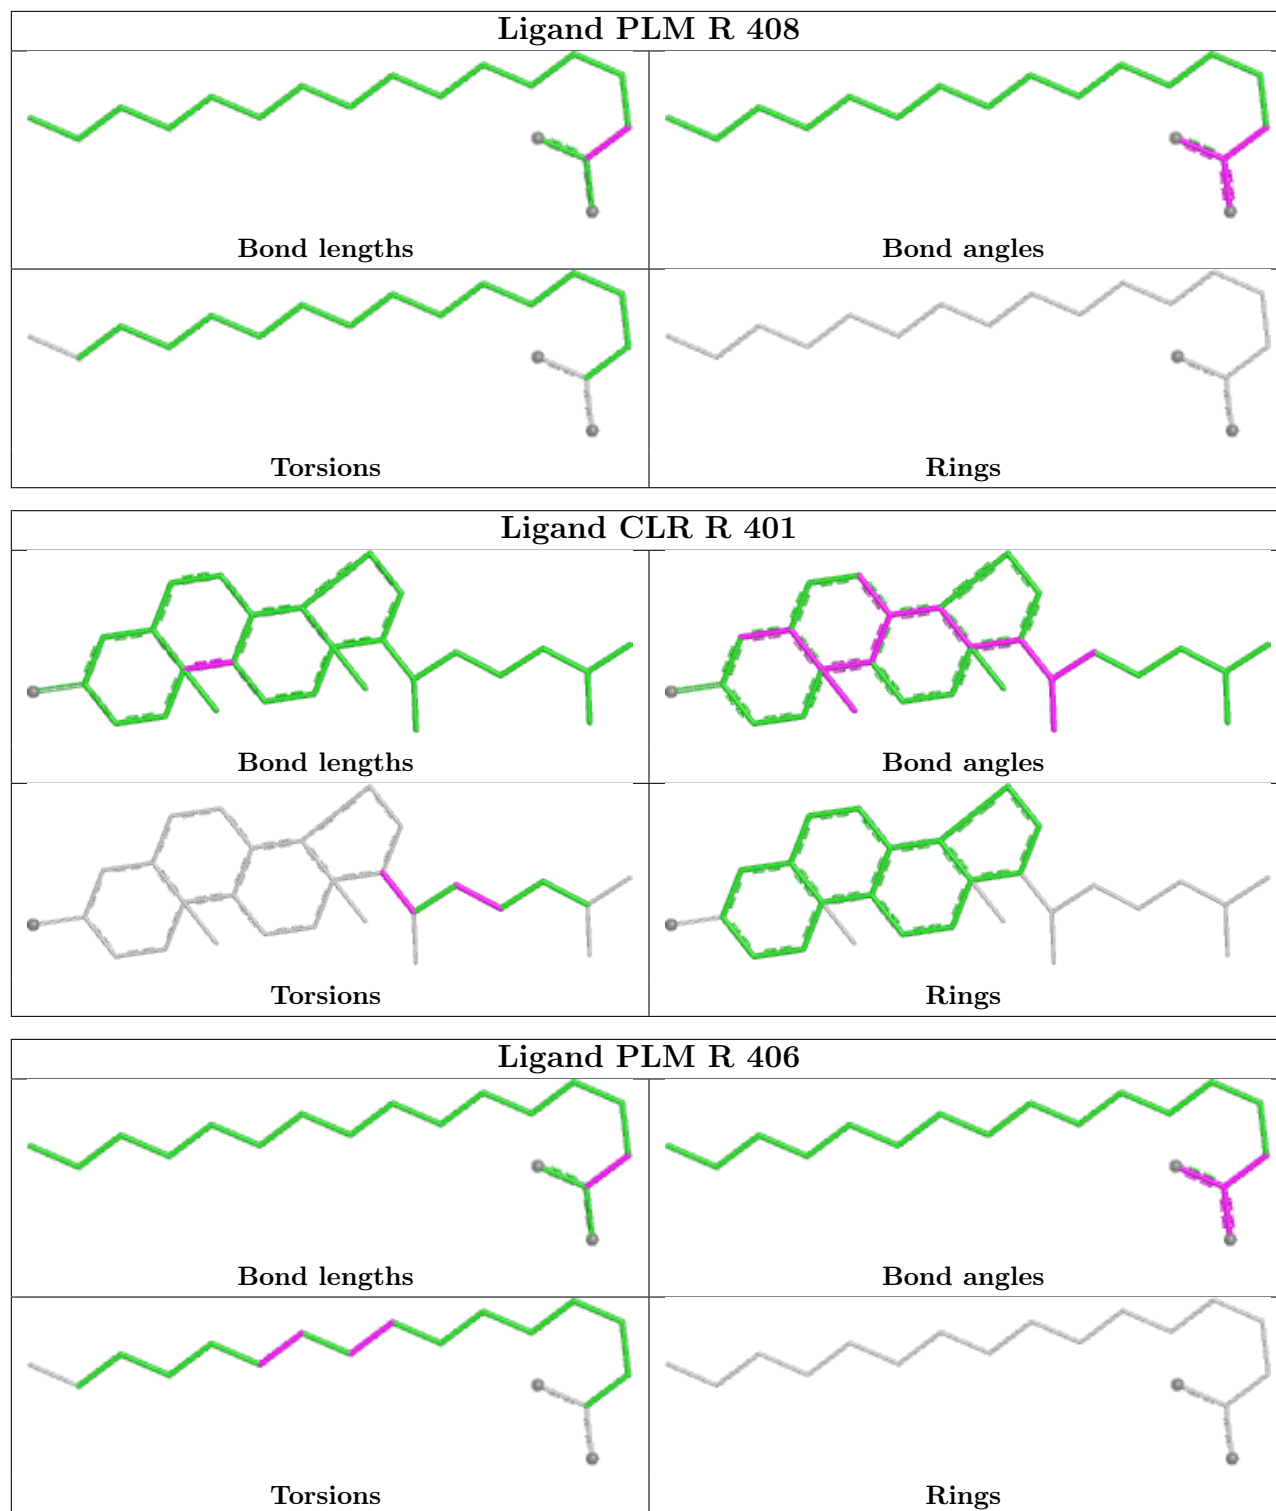 Ligand PLM R 408
Bond lengths
Bond angles
Torsions
Rings
Ligand CLR R 401
Bond lengths
Bond angles
Torsions
Rings
Ligand PLM R 406
Bond lengths
Bond angles
Torsions
Rings